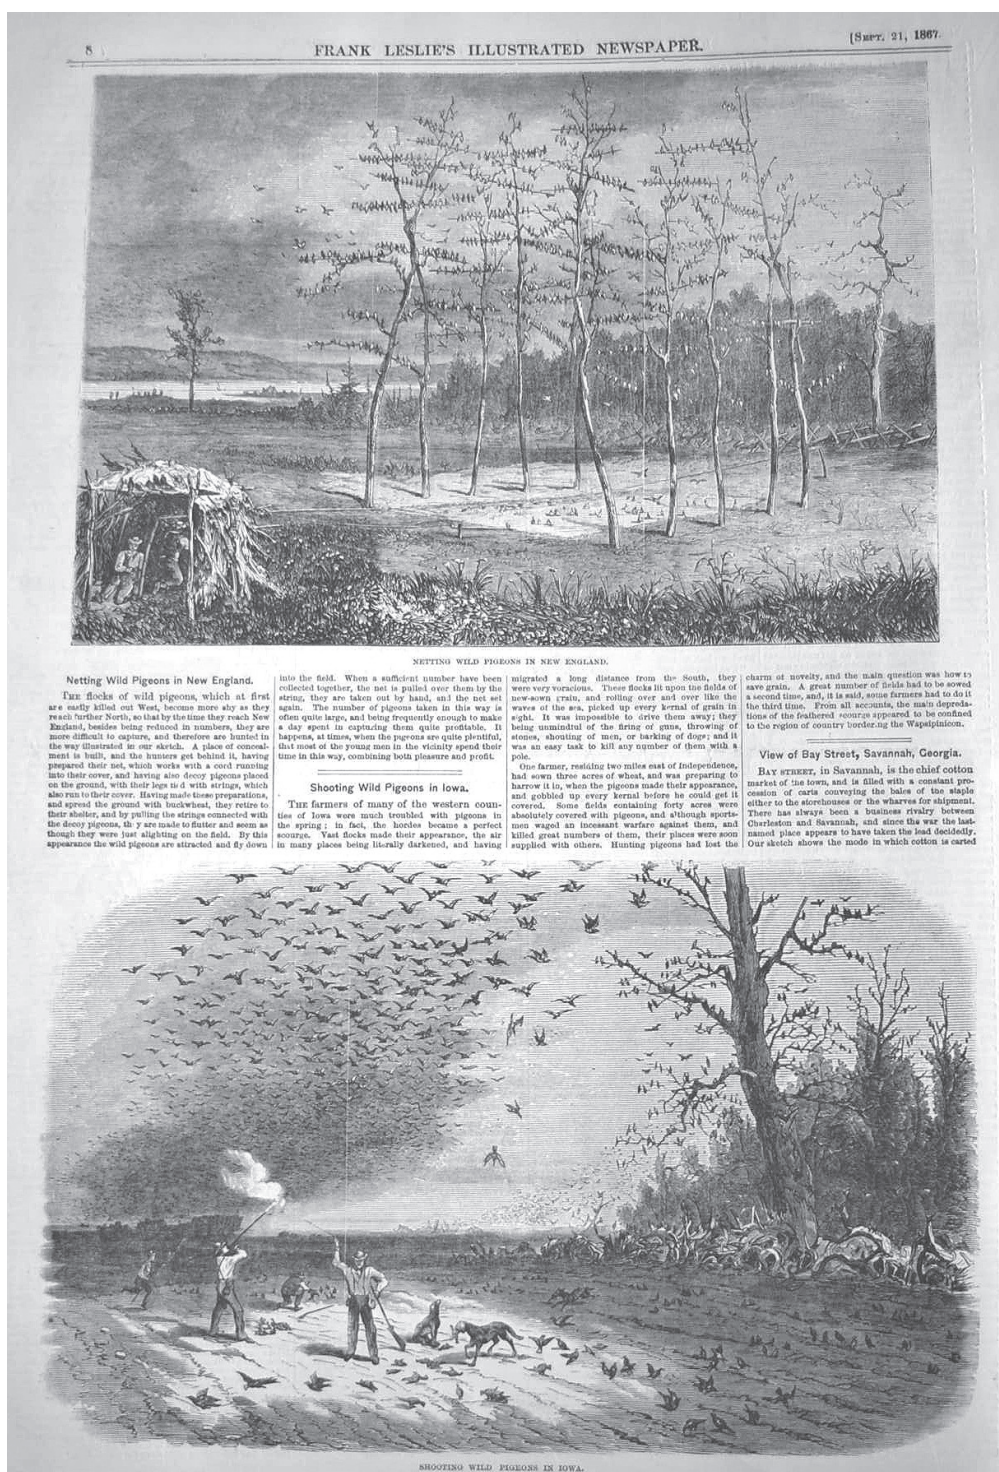 8
FRANK LESLIE'S ILLUSTRATED NEWSPAPER.
[SEPT. 21, 1867.
NETTING WILD PIGEONS IN NEW ENGLAND.
Netting Wild Pigeons in New England.
THE flocks of wild pigeons, which at first
are easily killed out West, become more shy as they
reach further North, so that by the time they reach New
England, besides being reduced in numbers, they are
more difficult to capture, and therefore are hunted in
the way illustrated in our sketch. A place of conceal-
ment is built, and the hunters get behind it, having
prepared their net, which works with a cord running
into their cover, and having also decoy pigeons placed
on the ground, with their legs tied with strings, which
also run to their cover. Having made these preparations,
and spread the ground with buckwheat, they retire to
their shelter, and by pulling the strings connected with
the decoy pigeons, they are made to flutter and seem as
though they were just alighting on the field. By this
appearance the wild pigeons are attracted and fly down
into the field. When a sufficient number have been
collected together, the net is pulled over them by the
string, they are taken out by hand, and the net set
again. The number of pigeons taken in this way is
often quite large, and being frequently enough to make
a day spent in capturing them quite profitable. It
happens, at times, when the pigeons are quite plentiful,
that most of the young men in the vicinity spend their
time in this way, combining both pleasure and profit.
Shooting Wild Pigeons in Iowa.
THE farmers of many of the western coun-
ties of Iowa were much troubled with pigeons in
the spring; in fact, the hordes became a perfect
scourge. Vast flocks made their appearance, the air
in many places being literally darkened, and having
migrated a long distance from the South, they
were very voracious. These flocks lit upon the fields of
new-sown grain, and rolling over and over like the
waves of the sea, picked up every kernal of grain in
sight. It was impossible to drive them away; they
being unmindful of the firing of guns, throwing of
stones, shouting of men, or barking of dogs; and it
was an easy task to kill any number of them with a
pole.
One farmer, residing two miles east of Independence,
had sown three acres of wheat, and was preparing to
harrow it in, when the pigeons made their appearance,
and gobbled up every kernal before he could get it
covered. Some fields containing forty acres were
absolutely covered with pigeons, and although sports-
men waged an incessant warfare against them, and
killed great numbers of them, their places were soon
supplied with others. Hunting pigeons had lost the
charm of novelty, and the main question was how to
save grain. A great number of fields had to be sowed
a second time, and, it is said, some farmers had to do it
the third time. From all accounts, the main depreda-
tions of the feathered scourge appeared to be confined
to the region of country bordering the Wapsipinicon.
View of Bay Street, Savannah, Georgia.
BAY STREET, in Savannah, is the chief cotton
market of the town, and is filled with a constant pro-
cession of carts conveying the bales of the staple
either to the storehouses or the wharves for shipment.
There has always been a business rivalry between
Charleston and Savannah, and since the war the last-
named place appears to have taken the lead decidedly.
Our sketch shows the mode in which cotton is carted
SHOOTING WILD PIGEONS IN IOWA.